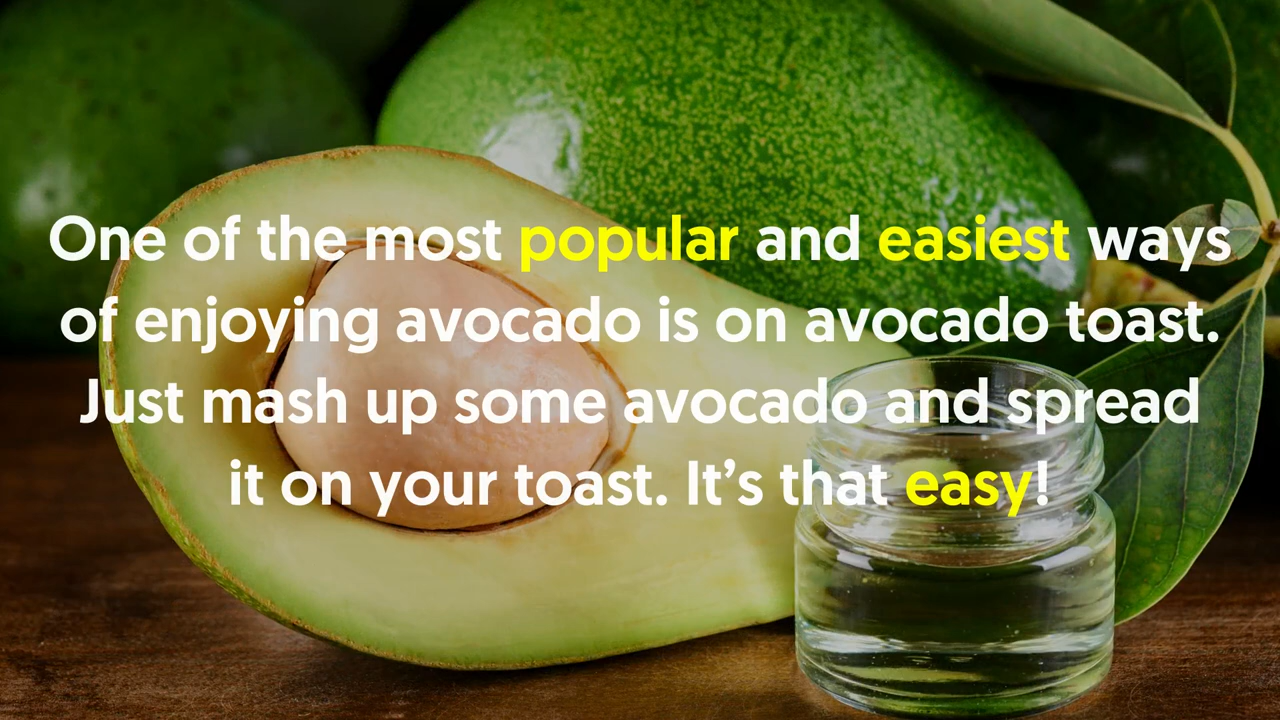 One of the most popular and easiest ways
of enjoying avocado is on avocado toast.
Just mash up some avocado and spread
it on your toast. It’s that easy!